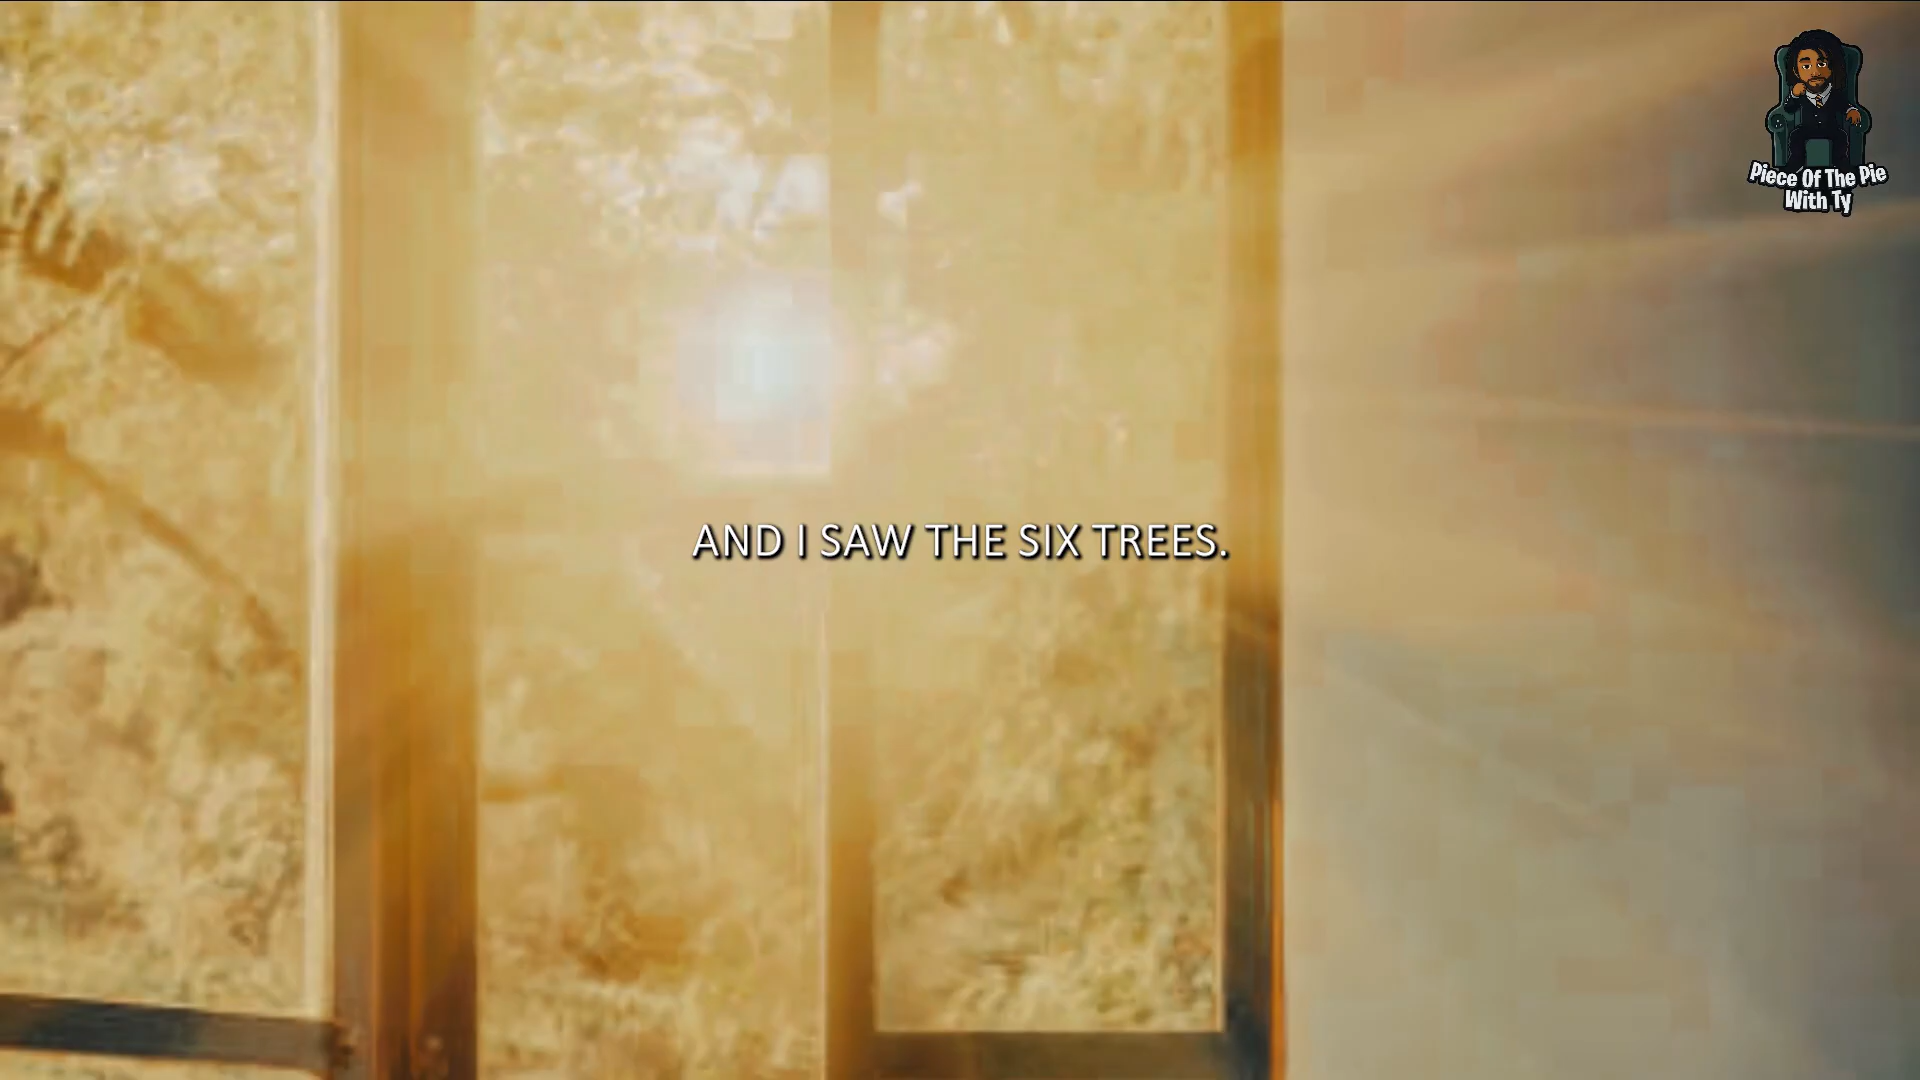 Piece Of The Pie
With Ty
AND I SAW THE SIX TREES.